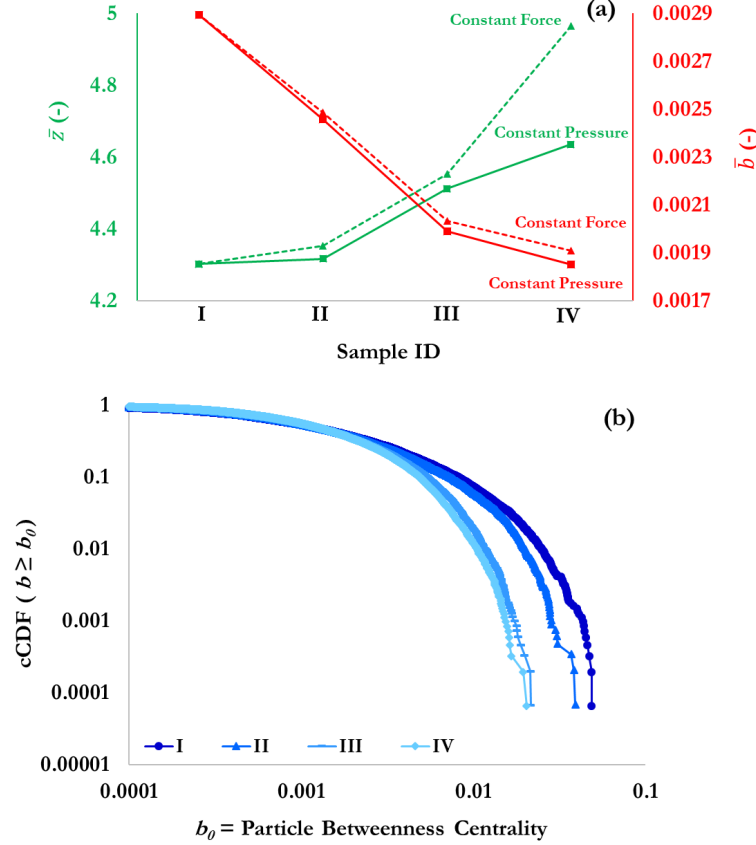 (a)
5
4.8
4.6
4.4
4.2
z̄ (-)
Constant Force
Constant Pressure
Constant Force
Constant Pressure
0.0029
0.0027
0.0025
0.0023
0.0021
0.0019
0.0017
b̄ (-)
I II III IV
Sample ID
(b)
1
0.1
0.01
0.001
0.0001
0.00001
cCDF ( b ≥ b₀)
I II III IV
0.0001 0.001 0.01 0.1
b₀ = Particle Betweenness Centrality